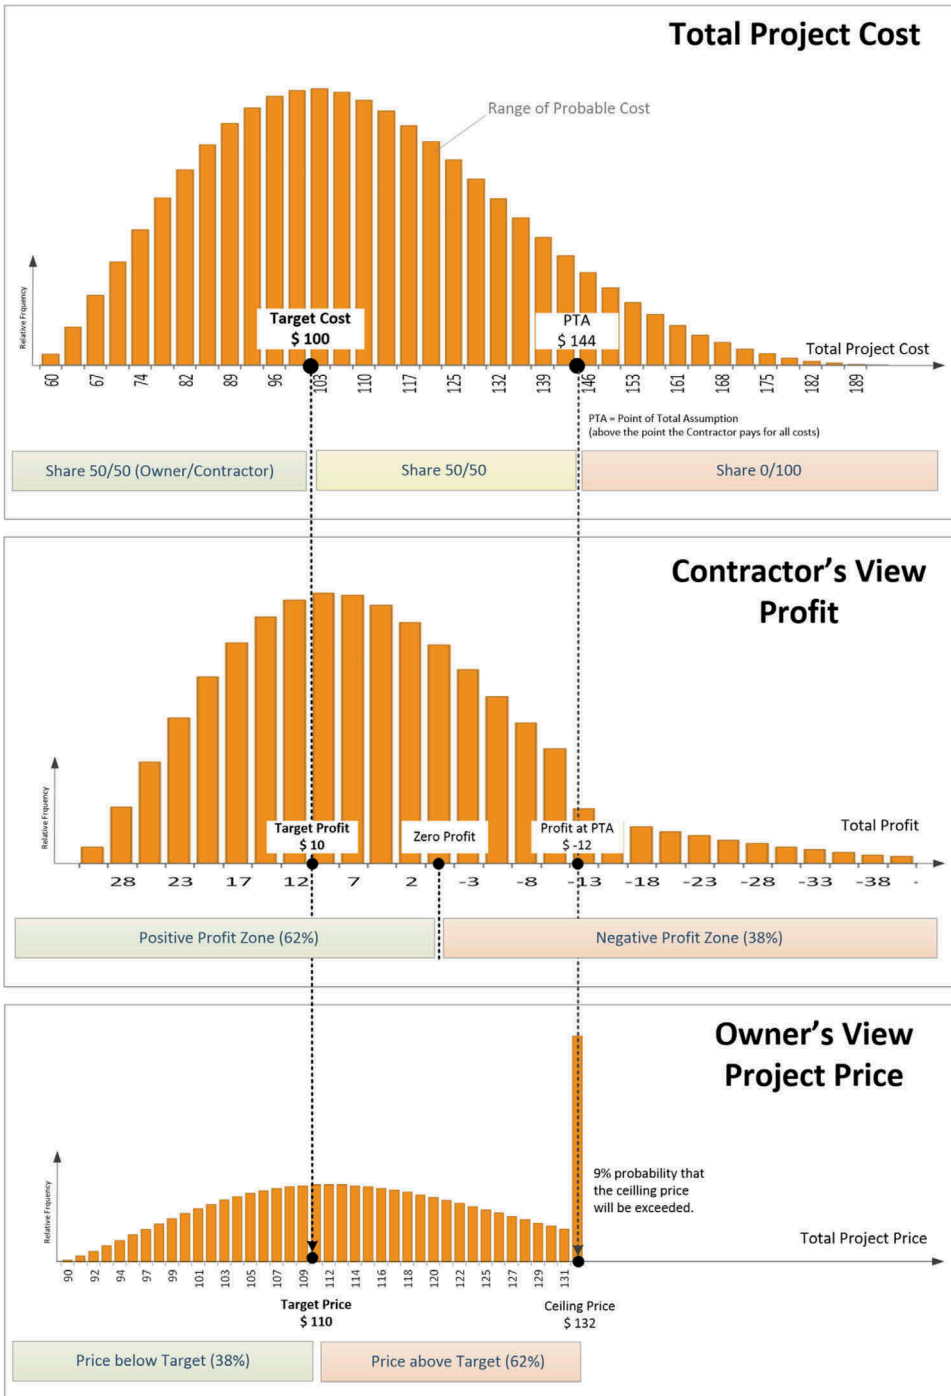 Total Project Cost
Range of Probable Cost
Relative Frquency
Target Cost
$ 100
PTA
$ 144
Total Project Cost
60
67
74
82
89
96
103
110
117
125
132
139
146
153
161
168
175
182
189
PTA = Point of Total Assumption
(above the point the Contractor pays for all costs)
Share 50/50 (Owner/Contractor)
Share 50/50
Share 0/100
Contractor's View
Profit
Relative Frquency
Target Profit
$ 10
Zero Profit
Profit at PTA
$ -12
Total Profit
28
23
17
12
7
2
-3
-8
-13
-18
-23
-28
-33
-38
-
Positive Profit Zone (62%)
Negative Profit Zone (38%)
Owner's View
Project Price
Relative Frquency
9% probability that
the ceilling price
will be exceeded.
Total Project Price
90
92
94
97
99
101
103
105
107
109
112
114
116
118
120
122
125
127
129
131
Target Price
$ 110
Ceiling Price
$ 132
Price below Target (38%)
Price above Target (62%)